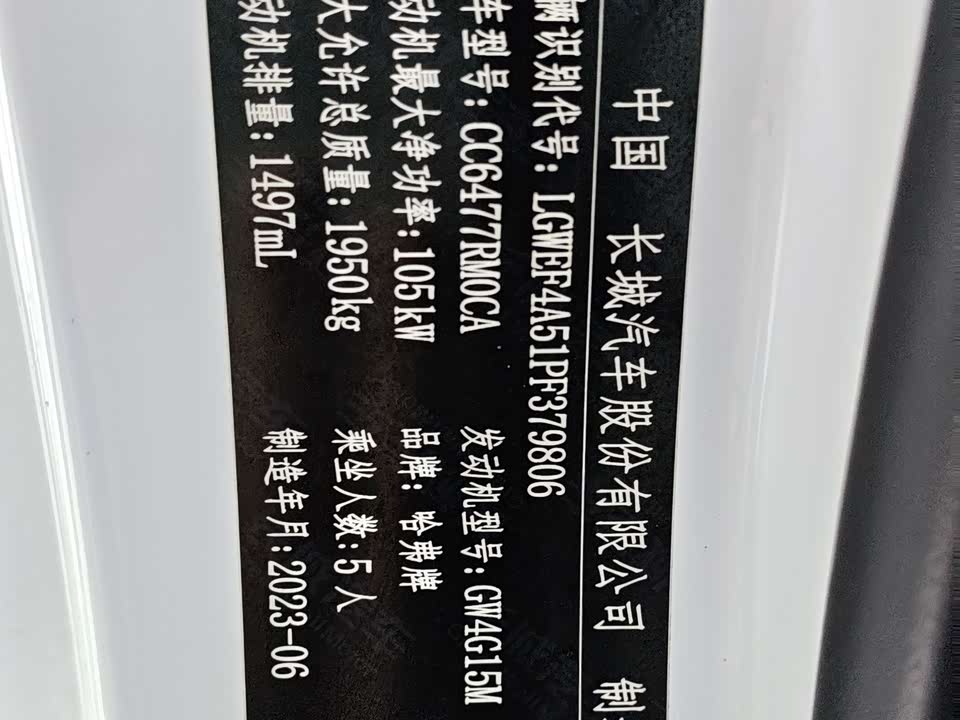 中国 长城汽车股份有限公司 制
辆识别代号:LGWEF4A51PF379806
车型号:CC6477RM0CA 发动机型号:GW4G15M
动机最大净功率:105kW 品牌:哈弗牌
大允许总质量:1950kg 乘坐人数:5人
动机排量:1497mL 制造年月:2023-06